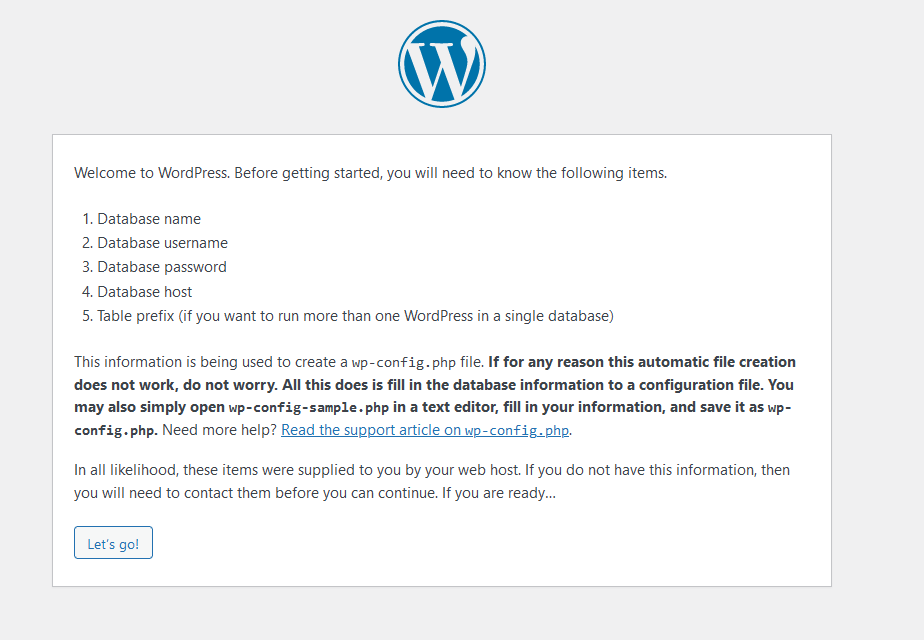 Welcome to WordPress. Before getting started, you will need to know the following items.
1. Database name
2. Database username
3. Database password
4. Database host
5. Table prefix (if you want to run more than one WordPress in a single database)
This information is being used to create a wp-config.php file. If for any reason this automatic file creation
does not work, do not worry. All this does is fill in the database information to a configuration file. You
may also simply open wp-config-sample.php in a text editor, fill in your information, and save it as wp-
config.php. Need more help? Read the support article on wp-config.php.
In all likelihood, these items were supplied to you by your web host. If you do not have this information, then
you will need to contact them before you can continue. If you are ready…
Let's go!